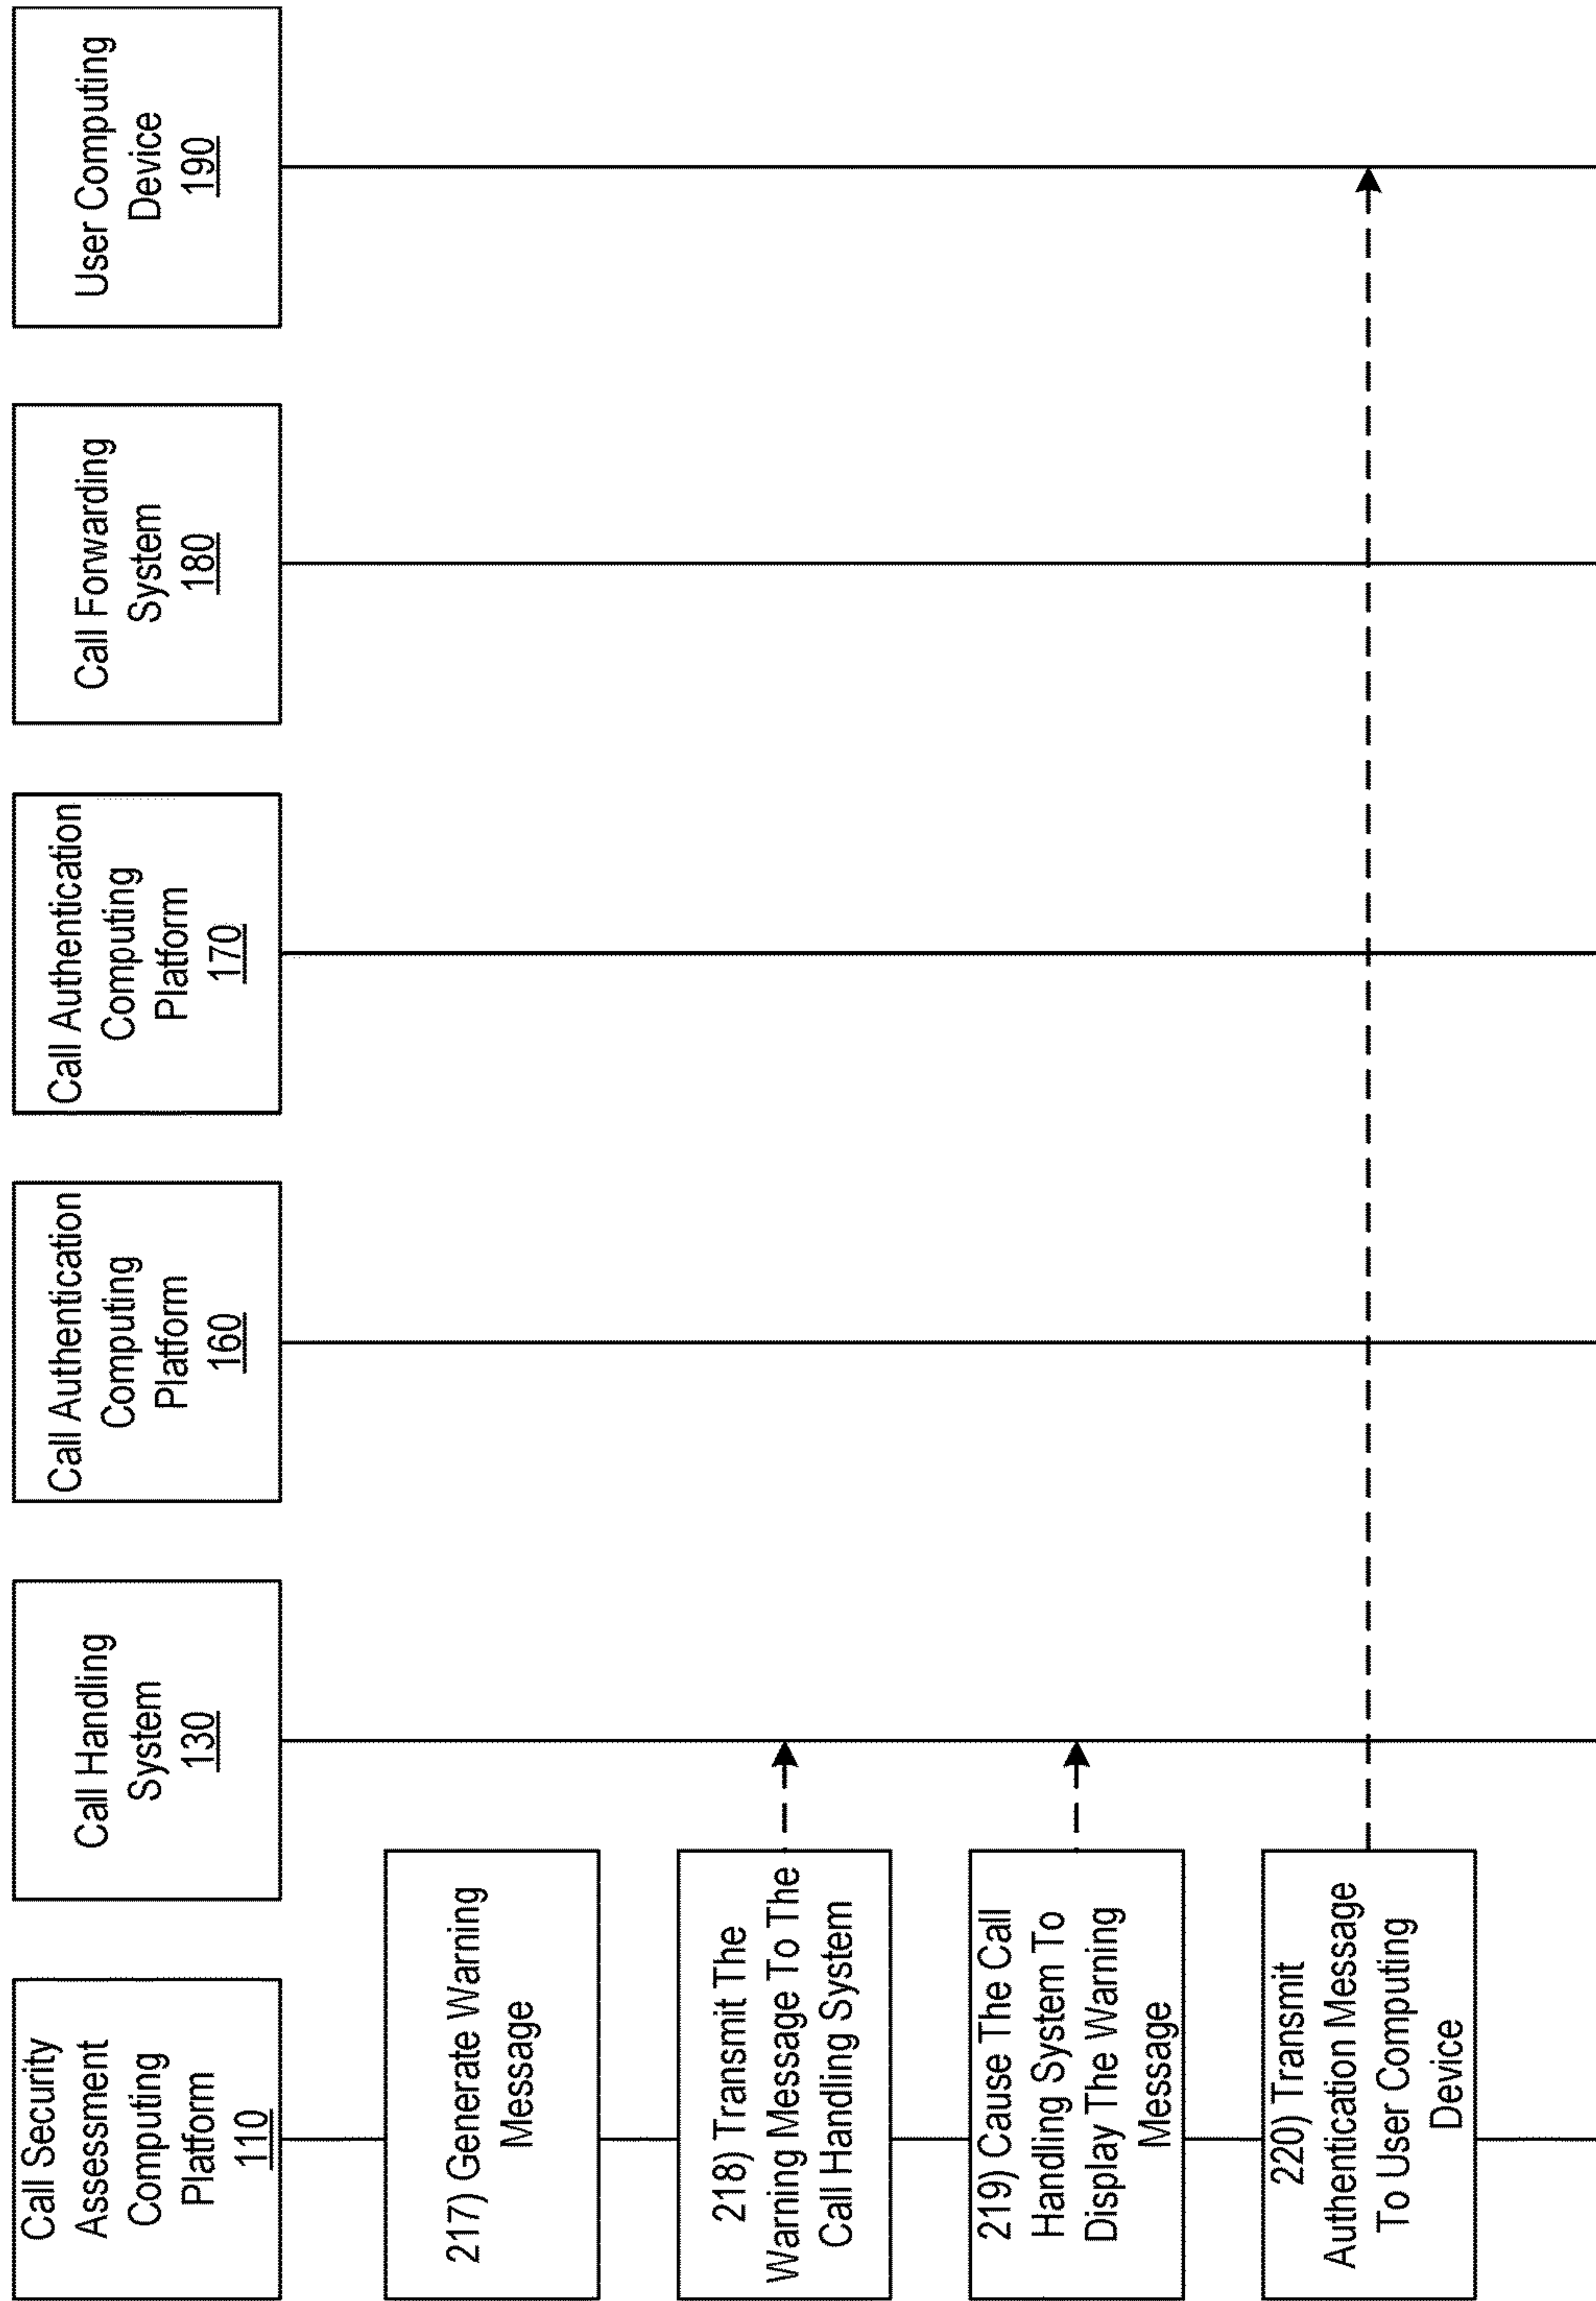 Call Security
Assessment
Computing
Platform
110
Call Handling
System
130
Call Authentication
Computing
Platform
160
Call Authentication
Computing
Platform
170
Call Forwarding
System
180
User Computing
Device
190
217) Generate Warning
Message
218) Transmit The
Warning Message To The
Call Handling System
219) Cause The Call
Handling System To
Display The Warning
Message
220) Transmit
Authentication Message
To User Computing
Device